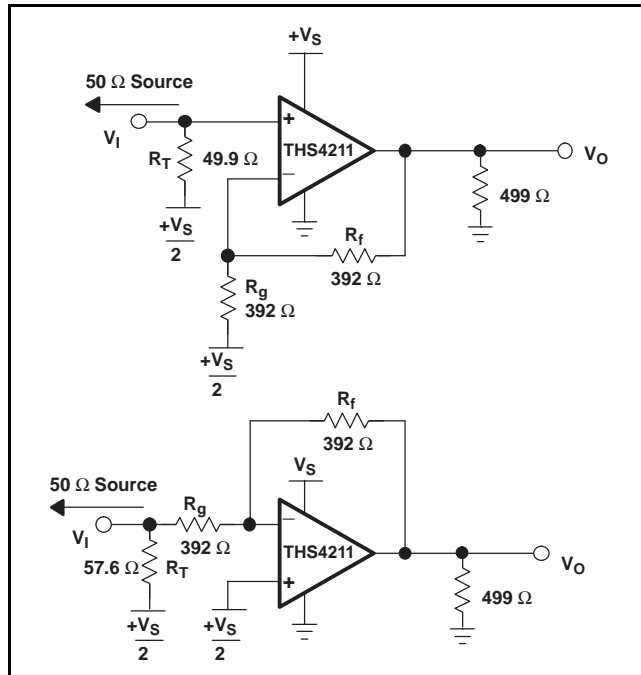 +VS
50 Ω Source
VI
+
THS4211
−
RT
49.9 Ω
VO
499 Ω
+VS
2
Rf
392 Ω
Rg
392 Ω
+VS
2
Rf
392 Ω
VS
50 Ω Source
Rg
VI
392 Ω
−
THS4211
+
57.6 Ω
RT
VO
499 Ω
+VS
2
+VS
2